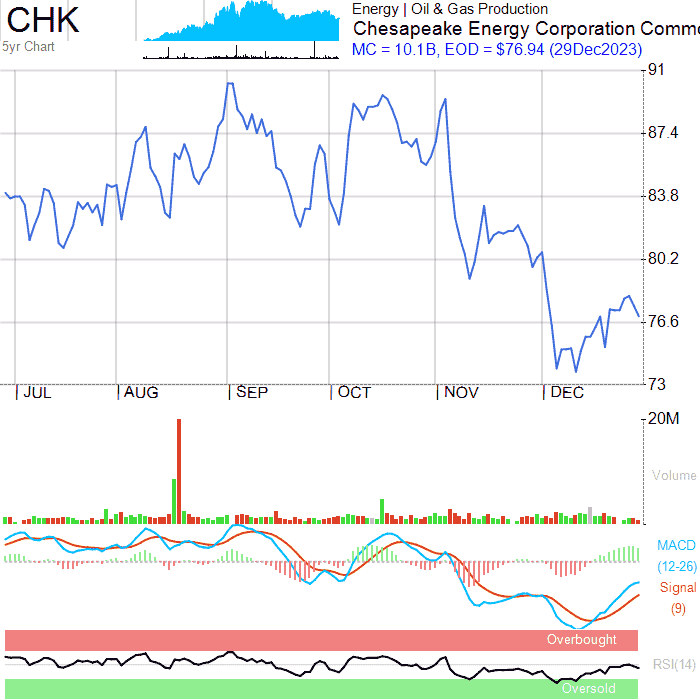 CHK
5yr Chart
Energy | Oil & Gas Production
Chesapeake Energy Corporation Commo
MC = 10.1B, EOD = $76.94 (29Dec2023)
91
87.4
83.8
80.2
76.6
73
JUL AUG SEP OCT NOV DEC
20M
Volume
MACD
(12-26)
Signal
(9)
Overbought
RSI(14)
Oversold